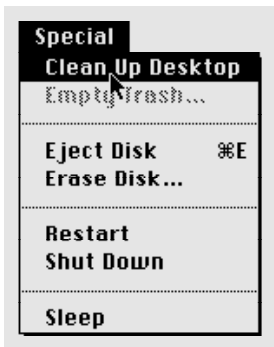 Special
Clean Up Desktop
Empty Trash...
Eject Disk ⌘E
Erase Disk...
Restart
Shut Down
Sleep